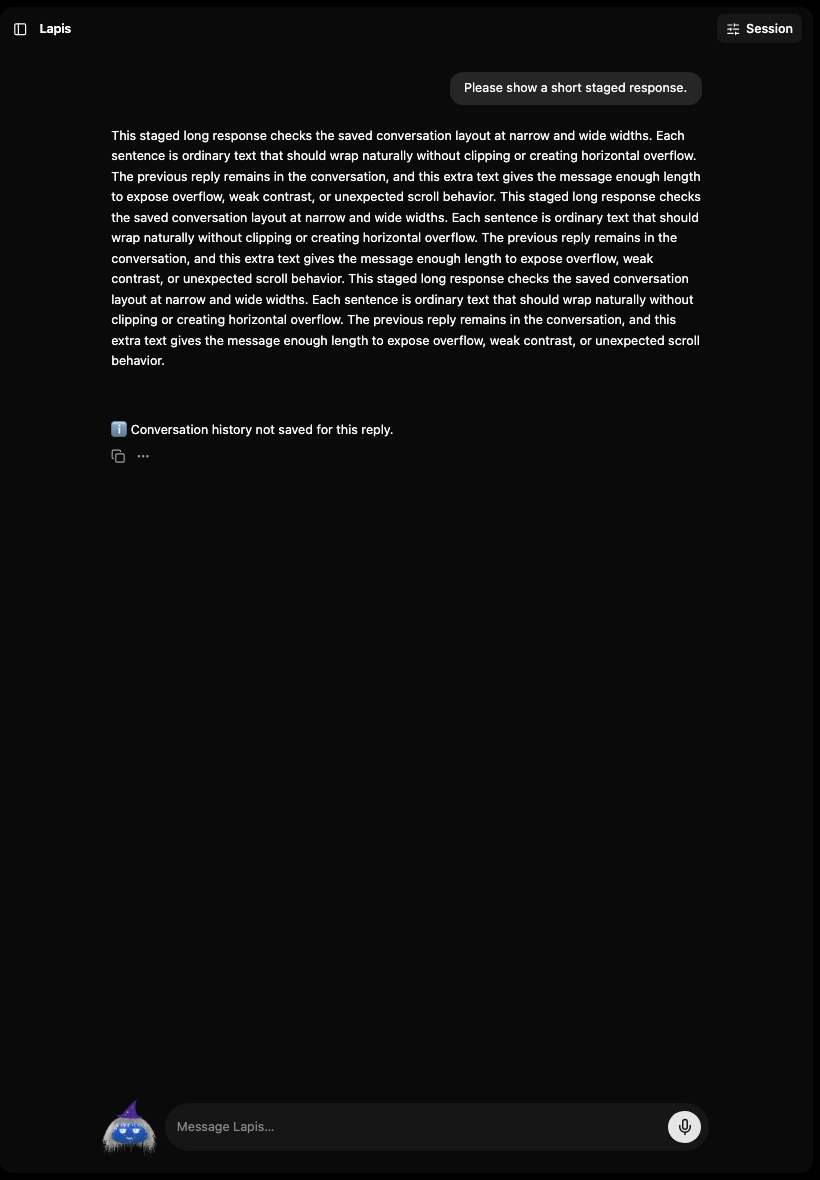 Lapis
Session
Please show a short staged response.
This staged long response checks the saved conversation layout at narrow and wide widths. Each
sentence is ordinary text that should wrap naturally without clipping or creating horizontal overflow.
The previous reply remains in the conversation, and this extra text gives the message enough length
to expose overflow, weak contrast, or unexpected scroll behavior. This staged long response checks
the saved conversation layout at narrow and wide widths. Each sentence is ordinary text that should
wrap naturally without clipping or creating horizontal overflow. The previous reply remains in the
conversation, and this extra text gives the message enough length to expose overflow, weak
contrast, or unexpected scroll behavior. This staged long response checks the saved conversation
layout at narrow and wide widths. Each sentence is ordinary text that should wrap naturally without
clipping or creating horizontal overflow. The previous reply remains in the conversation, and this
extra text gives the message enough length to expose overflow, weak contrast, or unexpected scroll
behavior.
ℹ️ Conversation history not saved for this reply.
Message Lapis...